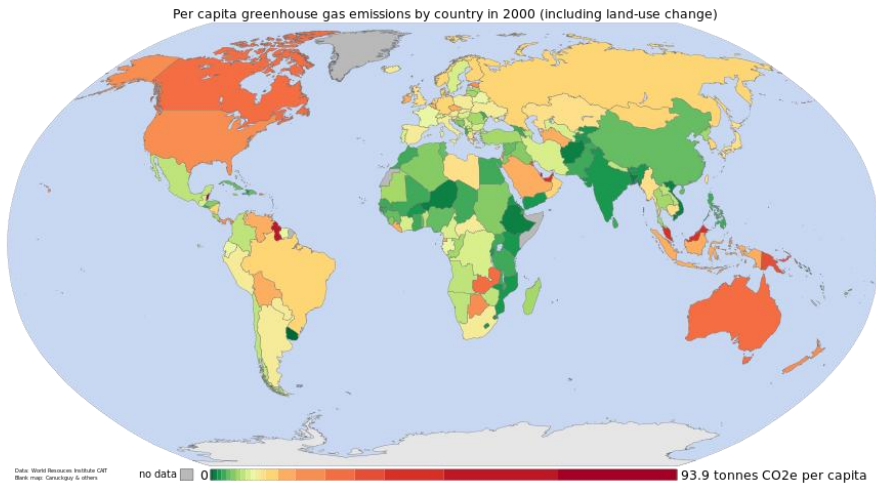 Per capita greenhouse gas emissions by country in 2000 (including land-use change)
Data: World Resouces Institute CAIT
Blank map: Canuckguy & others
no data
0
93.9 tonnes CO2e per capita